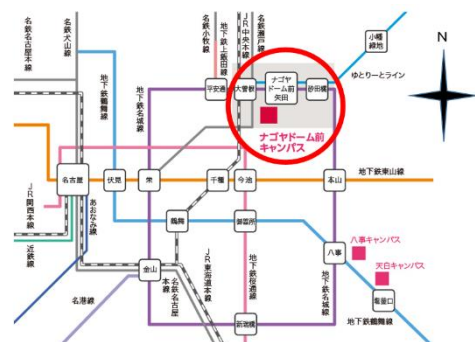 名鉄名古屋本線
名鉄犬山線
地下鉄鶴舞線
地下鉄名城線
名鉄小牧線
地下鉄上飯田線
JR中央本線
名鉄瀬戸線
小幡緑地
ゆとりーとライン
N
平安通
大曽根
ナゴヤドーム前矢田
砂田橋
ナゴヤドーム前
キャンパス
名古屋
伏見
栄
千種
今池
本山
地下鉄東山線
JR関西本線
近鉄線
あおなみ線
鶴舞
御器所
八事
八事キャンパス
天白キャンパス
塩釜口
金山
名港線
名鉄名古屋本線
JR東海道本線
地下鉄桜通線
新瑞橋
地下鉄名城線
地下鉄鶴舞線